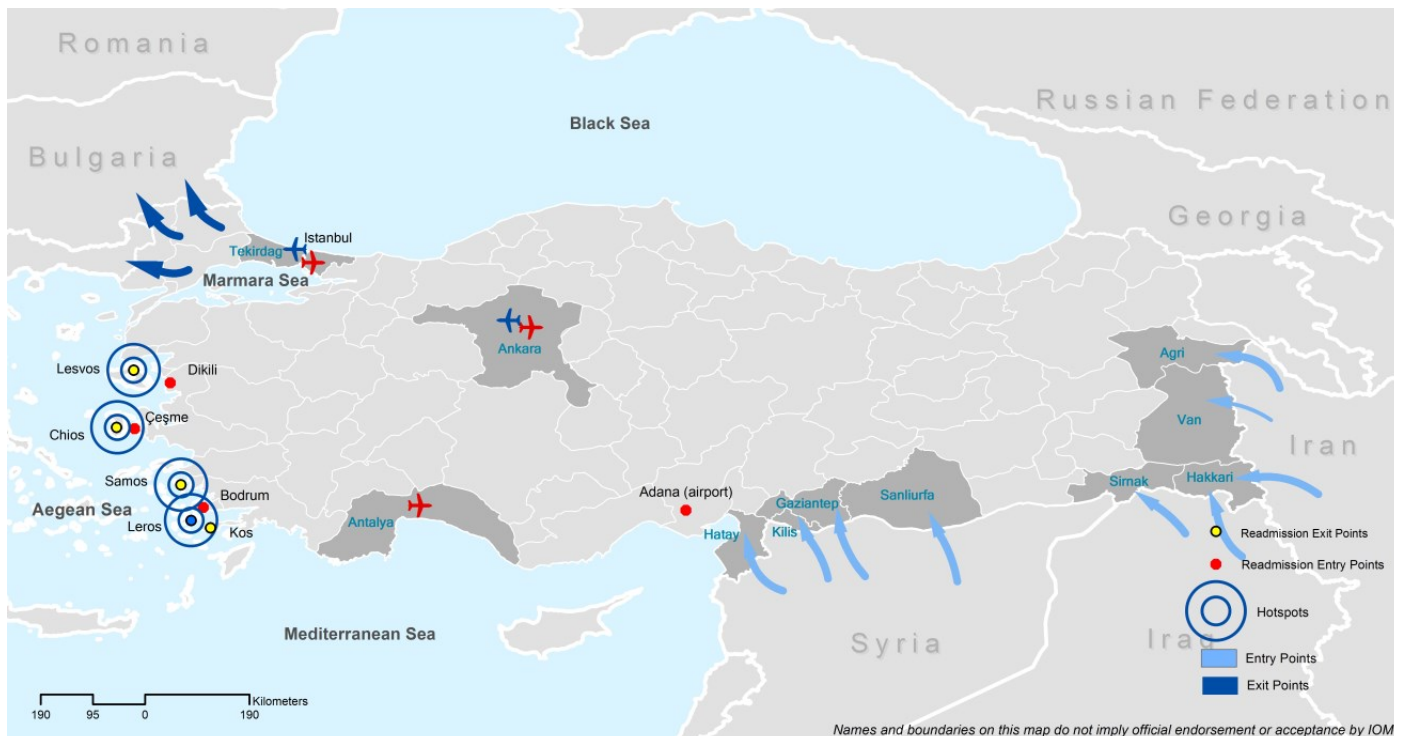 Romania
Russian Federation
Black Sea
Bulgaria
Georgia
Istanbul
Tekirdag
Marmara Sea
Ankara
Agri
Lesvos
Dikili
Van
Çeşme
Chios
Iran
Samos
Bodrum
Sirnak
Hakkari
Adana (airport)
Gaziantep
Sanliurfa
Aegean Sea
Antalya
Leros
Kos
Hatay
Kilis
Readmission Exit Points
Readmission Entry Points
Hotspots
Mediterranean Sea
Syria
Iraq
Entry Points
Exit Points
Kilometers
190 95 0 190
Names and boundaries on this map do not imply official endorsement or acceptance by IOM